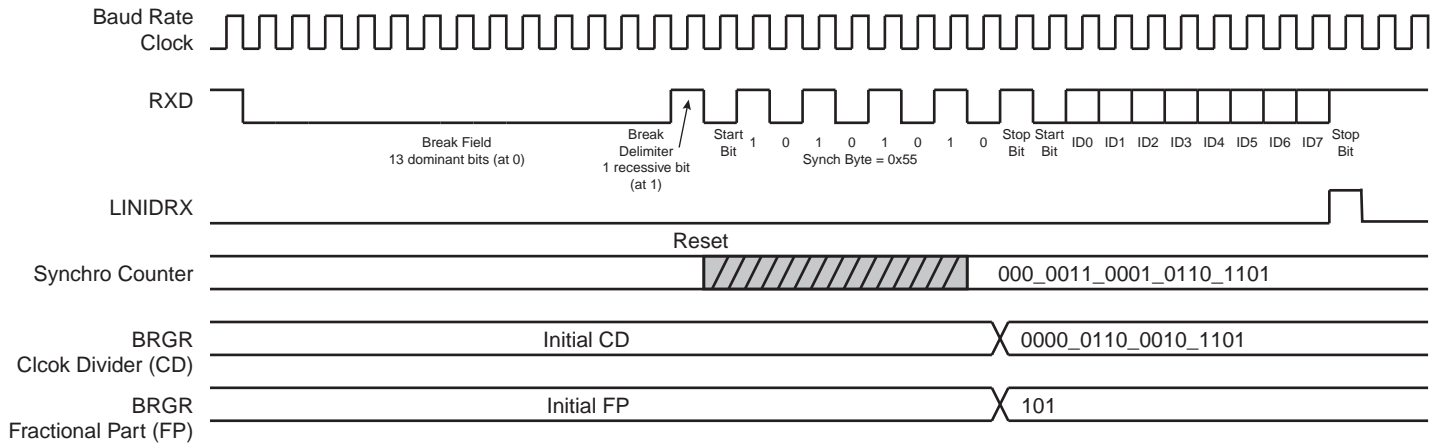 Baud Rate
Clock
RXD
Break Field
13 dominant bits (at 0)
Break
Delimiter
1 recessive bit
(at 1)
Start
Bit
1 0 1 0 1 0 1 0
Synch Byte = 0x55
Stop
Bit
Start
Bit
ID0 ID1 ID2 ID3 ID4 ID5 ID6 ID7
Stop
Bit
LINIDRX
Reset
Synchro Counter
000_0011_0001_0110_1101
BRGR
Clcok Divider (CD)
Initial CD
0000_0110_0010_1101
BRGR
Fractional Part (FP)
Initial FP
101